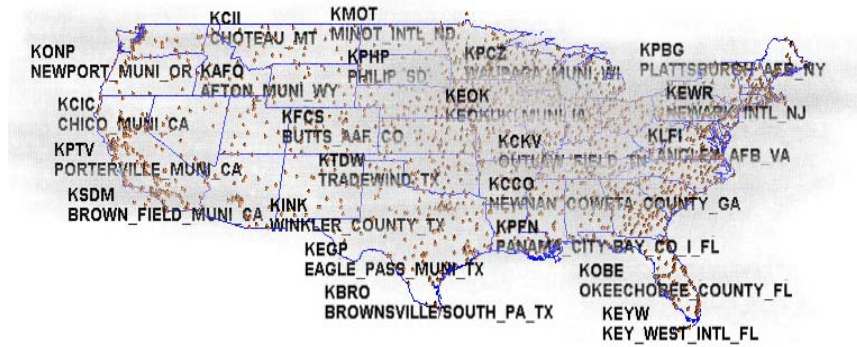 KCII
CHOTEAU_MT
KMOT
MINOT_INTL_ND
KONP
NEWPORT_MUNI_OR
KAFO
AFTON_MUNI_WY
KPHP
PHILIP_SD
KPCZ
WAUPACA_MUNI_WI
KPBG
PLATTSBURGH_AFB_NY
KCIC
CHICO_MUNI_CA
KFCS
BUTTS_AAF_CO
KEOK
KEOKUK_MUNI_IA
KEWR
NEWARK_INTL_NJ
KPTV
PORTERVILLE_MUNI_CA
KTDW
TRADEWIND_TX
KCKV
OUTLAW_FIELD_TN
KLFI
LANGLEY_AFB_VA
KSDM
BROWN_FIELD_MUNI_CA
KINK
WINKLER_COUNTY_TX
KCCO
NEWNAN_COWETA_COUNTY_GA
KEGP
EAGLE_PASS_MUNI_TX
KPFN
PANAMA_CITY-BAY_CO_I_FL
KBRO
BROWNSVILLE/SOUTH_PA_TX
KOBE
OKEECHOBEE_COUNTY_FL
KEYW
KEY_WEST_INTL_FL